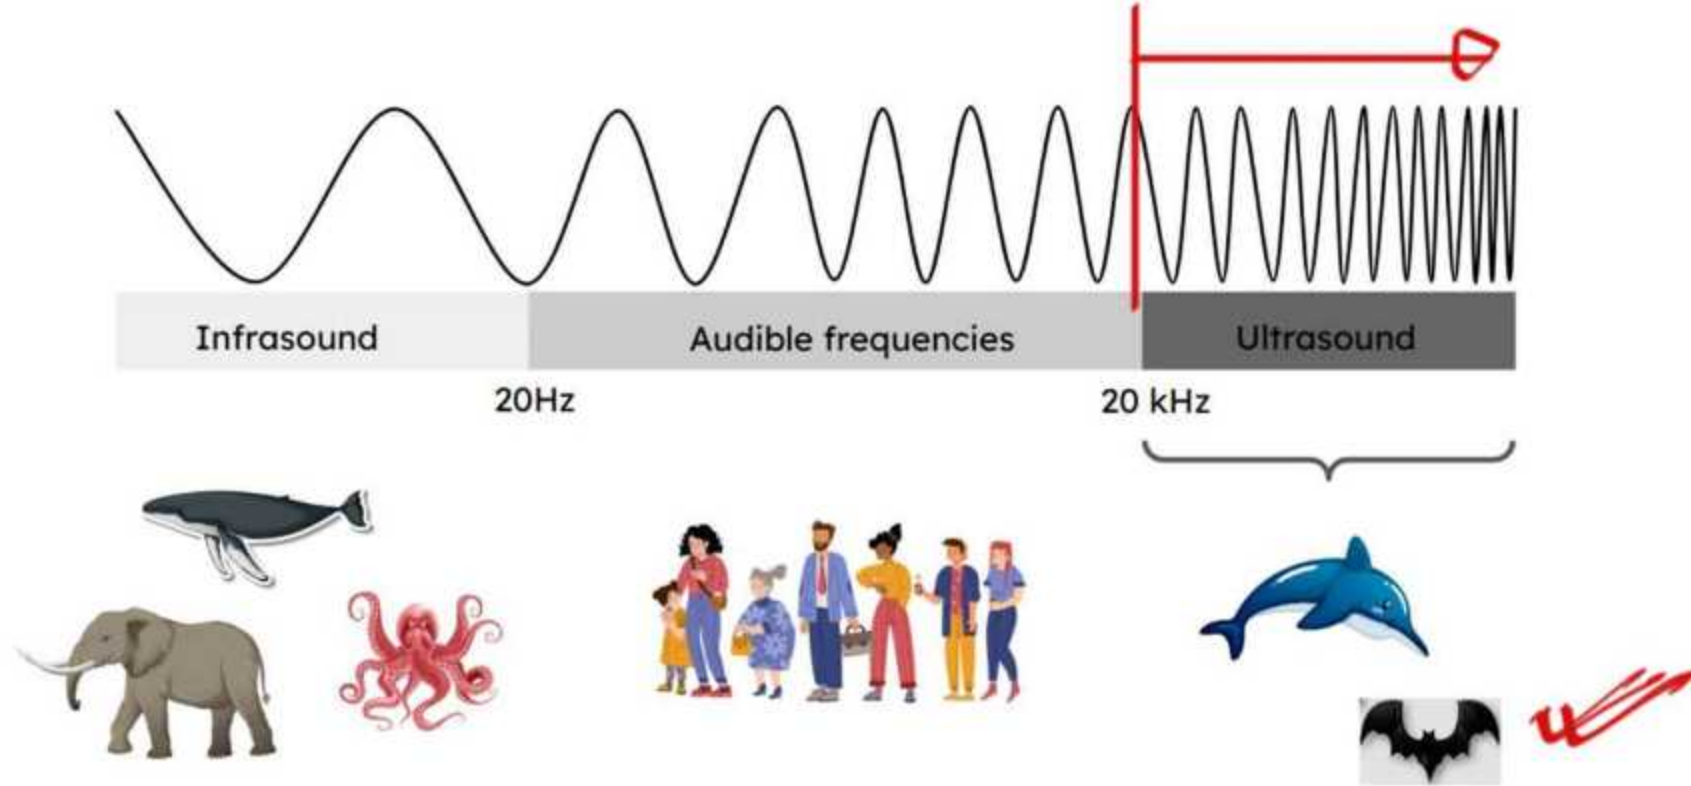 Infrasound
Audible frequencies
Ultrasound
20Hz
20 kHz